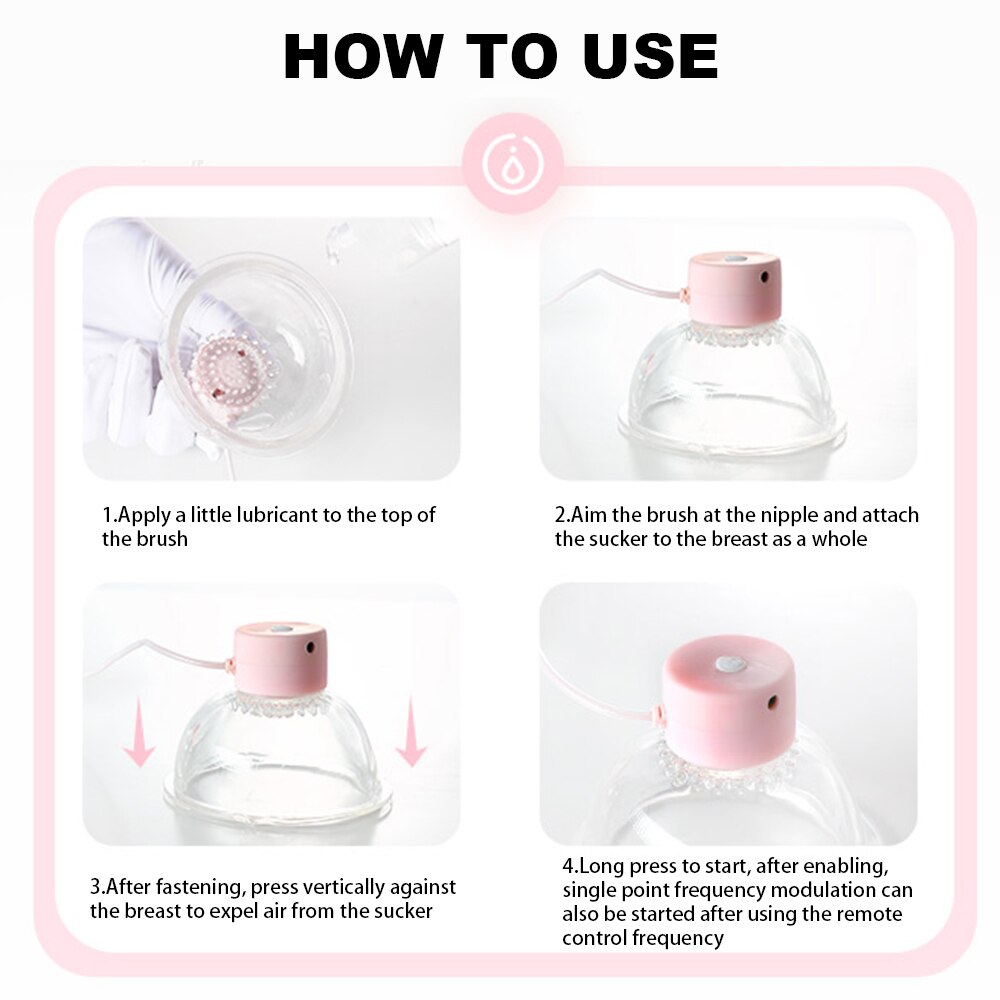 HOW TO USE
1.Apply a little lubricant to the top of
the brush
2.Aim the brush at the nipple and attach
the sucker to the breast as a whole
3.After fastening, press vertically against
the breast to expel air from the sucker
4.Long press to start, after enabling,
single point frequency modulation can
also be started after using the remote
control frequency